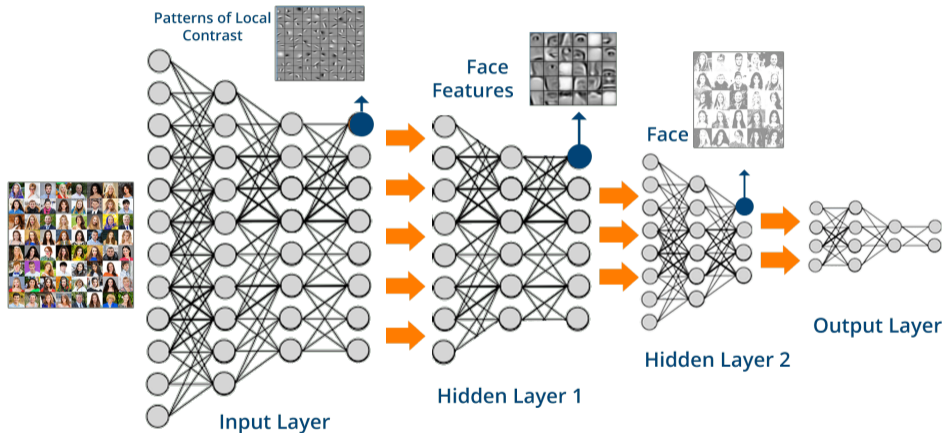 Patterns of Local
Contrast
Face
Features
Face
Input Layer
Hidden Layer 1
Hidden Layer 2
Output Layer